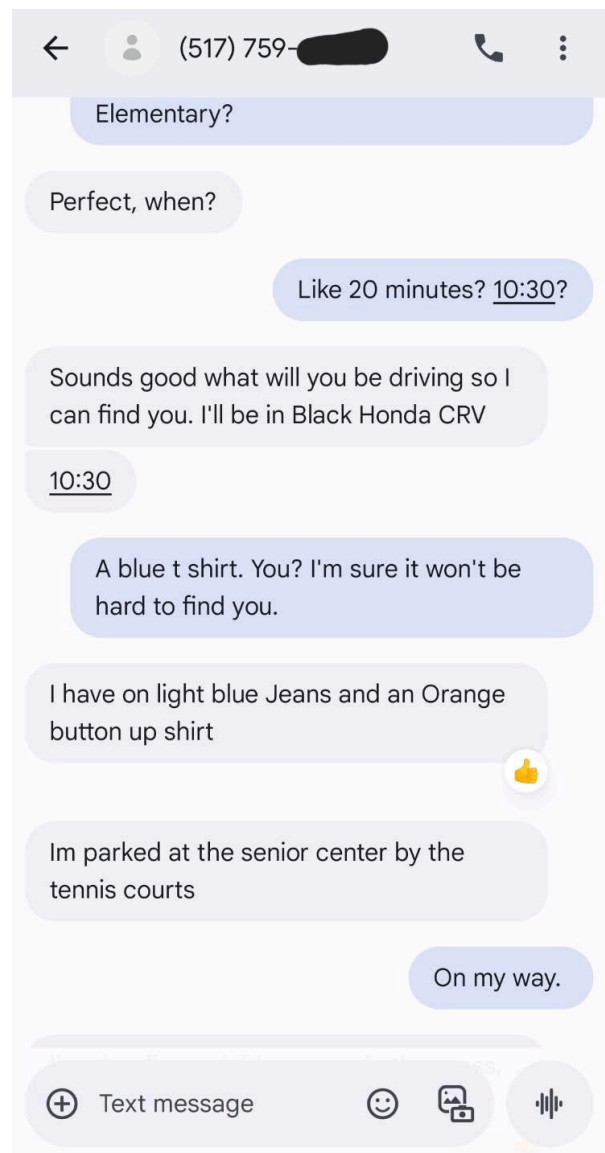 (517) 759-
Elementary?
Perfect, when?
Like 20 minutes? 10:30?
Sounds good what will you be driving so I
can find you. I'll be in Black Honda CRV
10:30
A blue t shirt. You? I'm sure it won't be
hard to find you.
I have on light blue Jeans and an Orange
button up shirt
Im parked at the senior center by the
tennis courts
On my way.
Text message